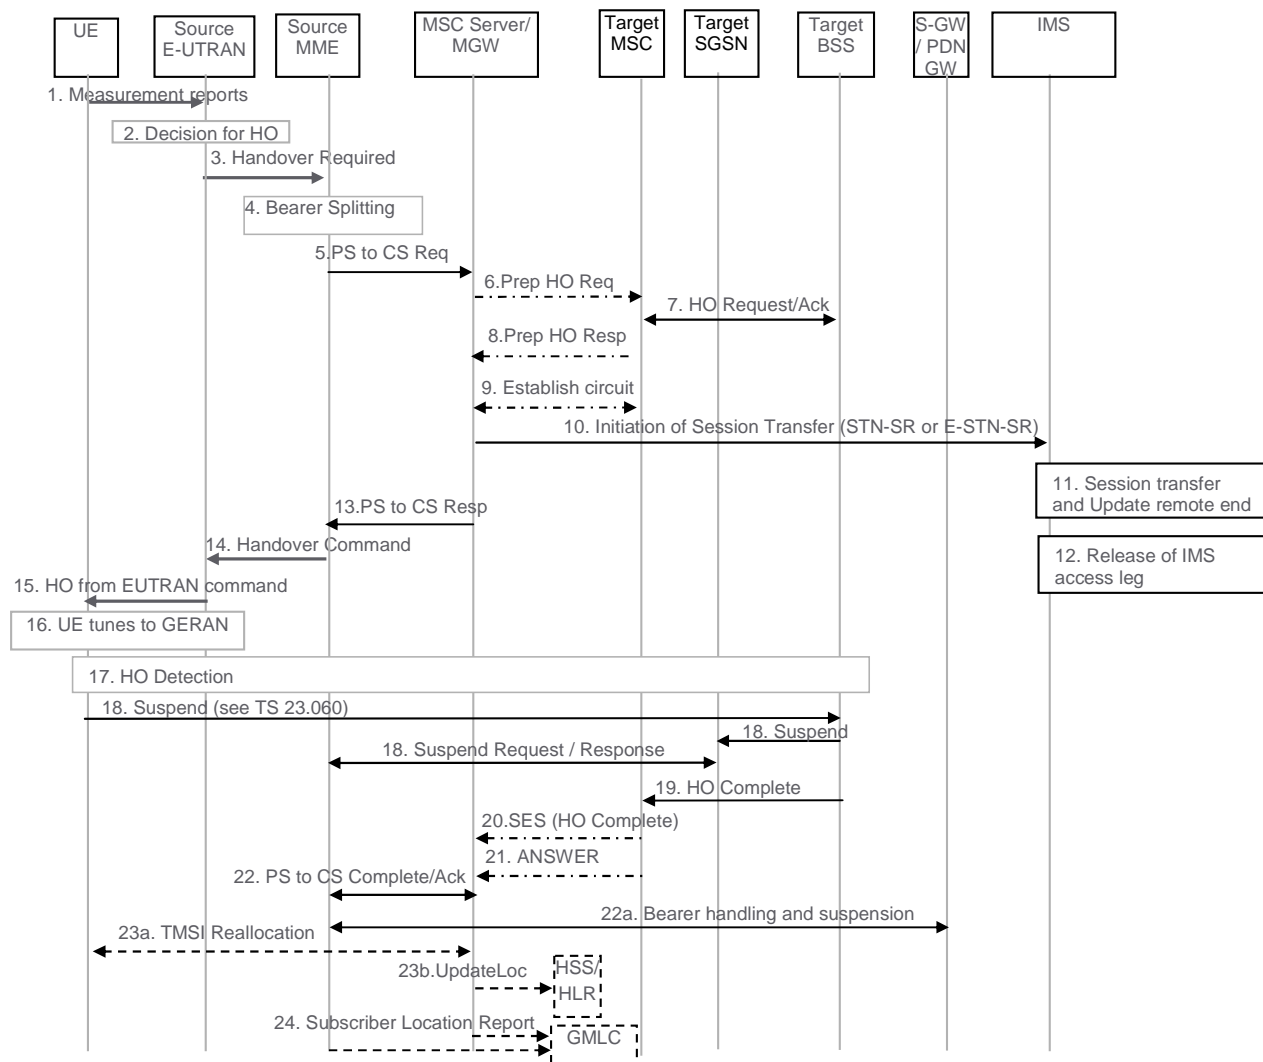 UE
Source
E-UTRAN
Source
MME
MSC Server/
MGW
Target
MSC
Target
SGSN
Target
BSS
S-GW
/ PDN
GW
IMS
1. Measurement reports
2. Decision for HO
3. Handover Required
4. Bearer Splitting
5.PS to CS Req
6.Prep HO Req
7. HO Request/Ack
8.Prep HO Resp
9. Establish circuit
10. Initiation of Session Transfer (STN-SR or E-STN-SR)
11. Session transfer
and Update remote end
13.PS to CS Resp
14. Handover Command
12. Release of IMS
access leg
15. HO from EUTRAN command
16. UE tunes to GERAN
17. HO Detection
18. Suspend (see TS 23.060)
18. Suspend
18. Suspend Request / Response
19. HO Complete
20.SES (HO Complete)
21. ANSWER
22. PS to CS Complete/Ack
22a. Bearer handling and suspension
23a. TMSI Reallocation
23b.UpdateLoc
HSS/
HLR
24. Subscriber Location Report
GMLC